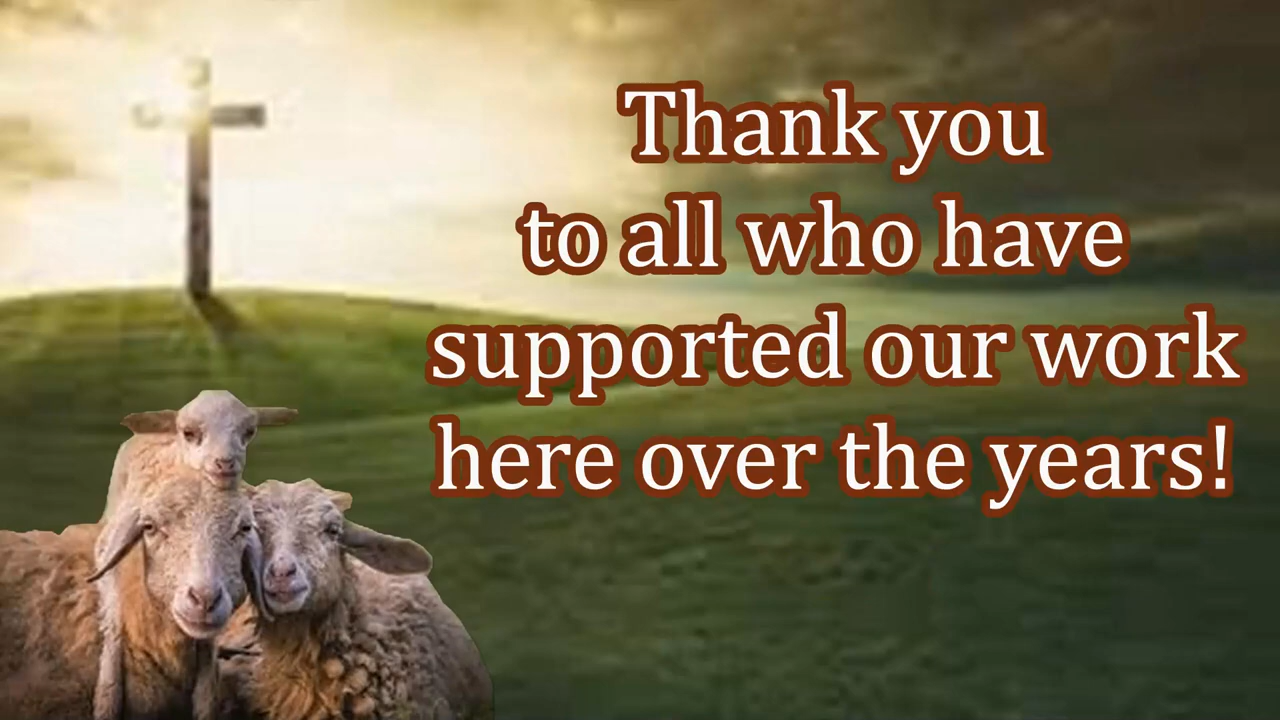 Thank you
to all who have
supported our work
here over the years!